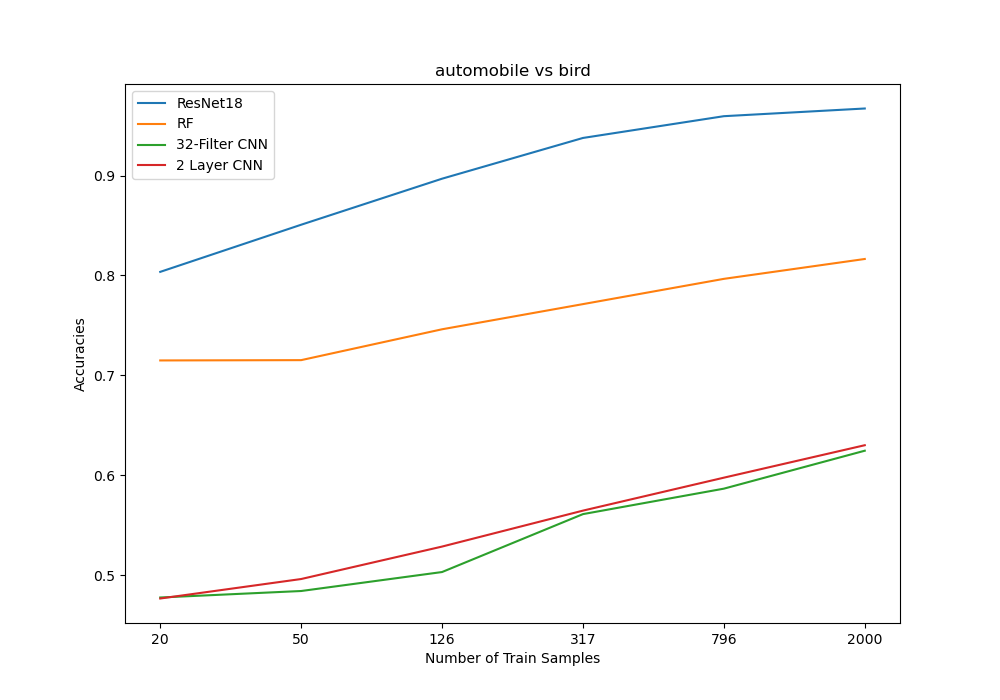 automobile vs bird
ResNet18
RF
32-Filter CNN
2 Layer CNN
Accuracies
0.9
0.8
0.7
0.6
0.5
20 50 126 317 796 2000
Number of Train Samples